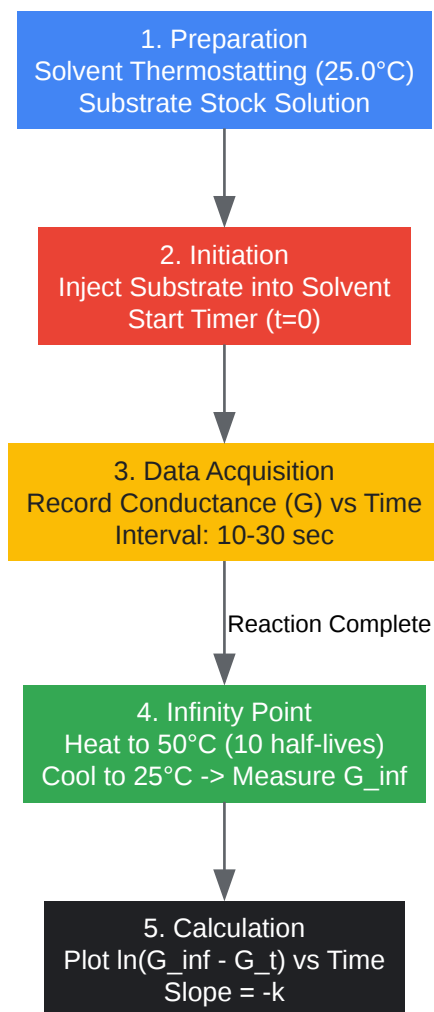 1. Preparation
Solvent Thermostatting (25.0°C)
Substrate Stock Solution
2. Initiation
Inject Substrate into Solvent
Start Timer (t=0)
3. Data Acquisition
Record Conductance (G) vs Time
Interval: 10-30 sec
Reaction Complete
4. Infinity Point
Heat to 50°C (10 half-lives)
Cool to 25°C -> Measure G_inf
5. Calculation
Plot ln(G_inf - G_t) vs Time
Slope = -k